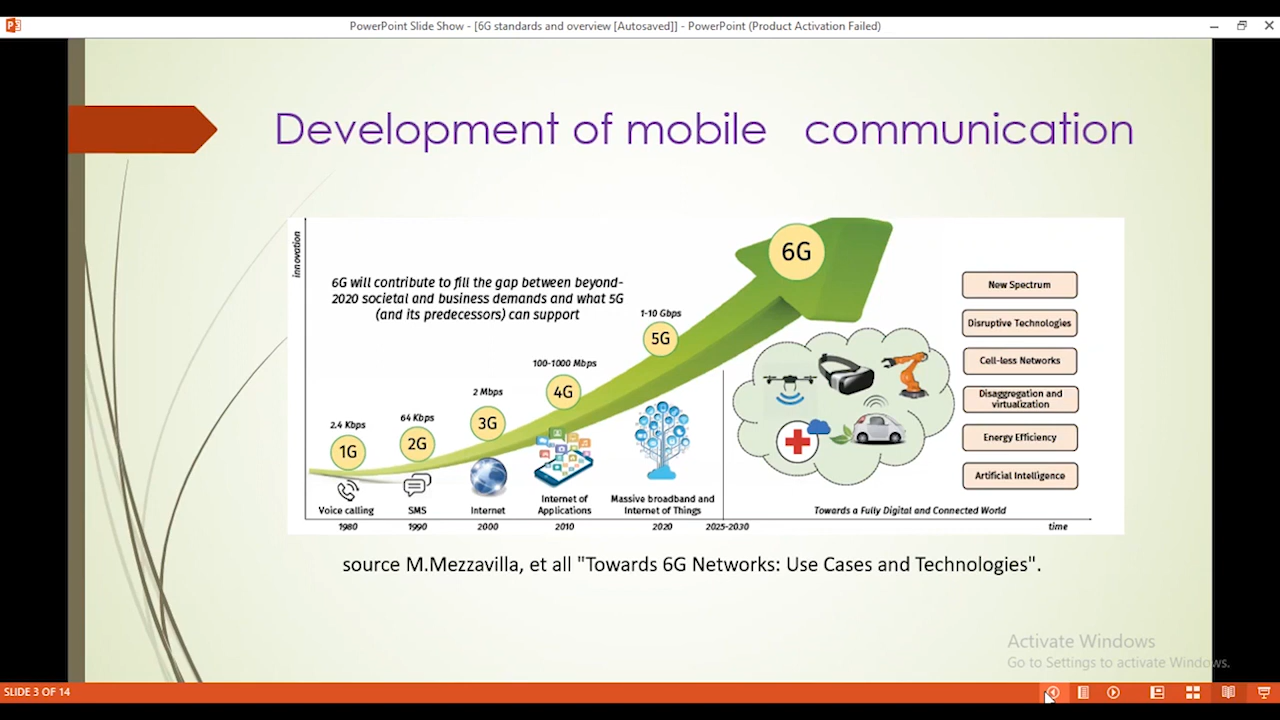 PowerPoint Slide Show - [6G standards and overview [Autosaved]] - PowerPoint (Product Activation Failed)
Development of mobile communication
innovation
6G will contribute to fill the gap between beyond-
2020 societal and business demands and what 5G
(and its predecessors) can support
6G
1-10 Gbps
5G
100-1000 Mbps
4G
2 Mbps
3G
64 Kbps
2G
2.4 Kbps
1G
New Spectrum
Disruptive Technologies
Cell-less Networks
Disaggregation and
virtualization
Energy Efficiency
Artificial Intelligence
Voice calling
SMS
Internet
Internet of
Applications
Massive broadband and
Internet of Things
Towards a Fully Digital and Connected World
1980
1990
2000
2010
2020
2025-2030
time
source M.Mezzavilla, et all "Towards 6G Networks: Use Cases and Technologies".
Activate Windows
Go to Settings to activate Windows.
SLIDE 3 OF 14